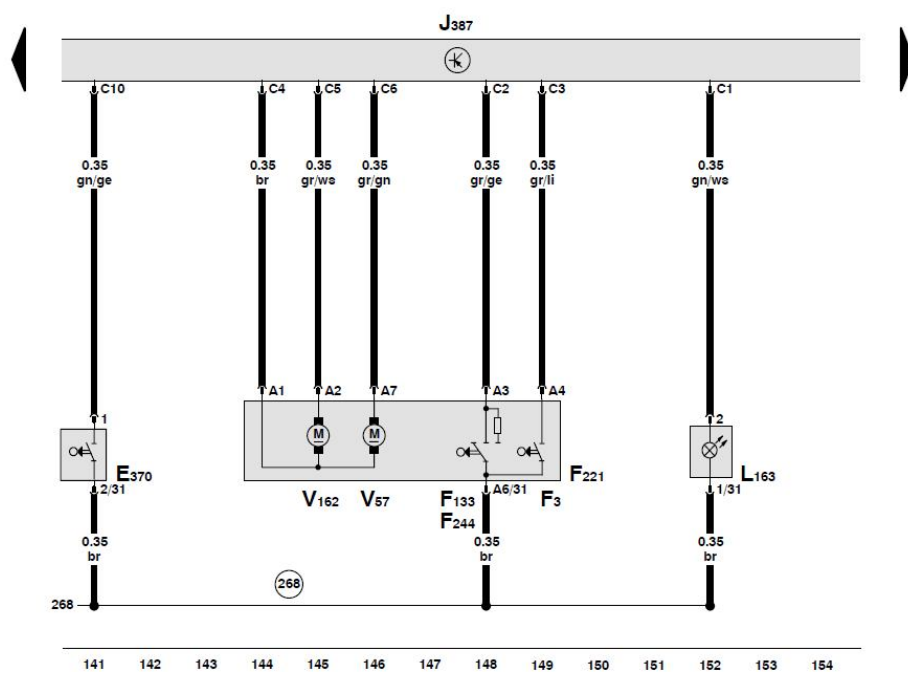 J387
C10 C4 C5 C6 C2 C3 C1
0.35 0.35 0.35 0.35 0.35 0.35 0.35
gn/ge br gr/ws gr/gn gr/ge gr/li gn/ws
A1 A2 A7 A3 A4
1 2
M M
E370 F221 L163
2/31 A6/31 1/31
V162 V57 F133 F3
F244
0.35 0.35 0.35
br br br
268
268
141 142 143 144 145 146 147 148 149 150 151 152 153 154